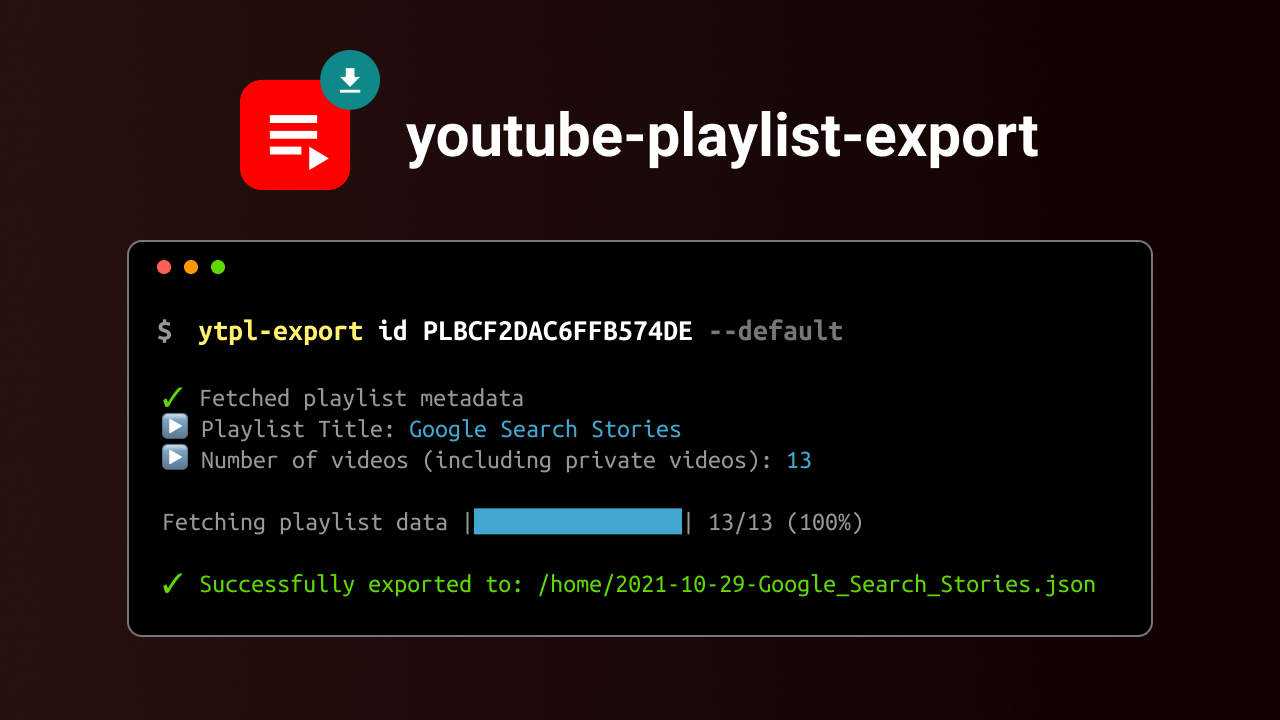 youtube-playlist-export
$ ytpl-export id PLBCF2DAC6FFB574DE --default
✓ Fetched playlist metadata
▶ Playlist Title: Google Search Stories
▶ Number of videos (including private videos): 13
Fetching playlist data |████████████████| 13/13 (100%)
✓ Successfully exported to: /home/2021-10-29-Google_Search_Stories.json